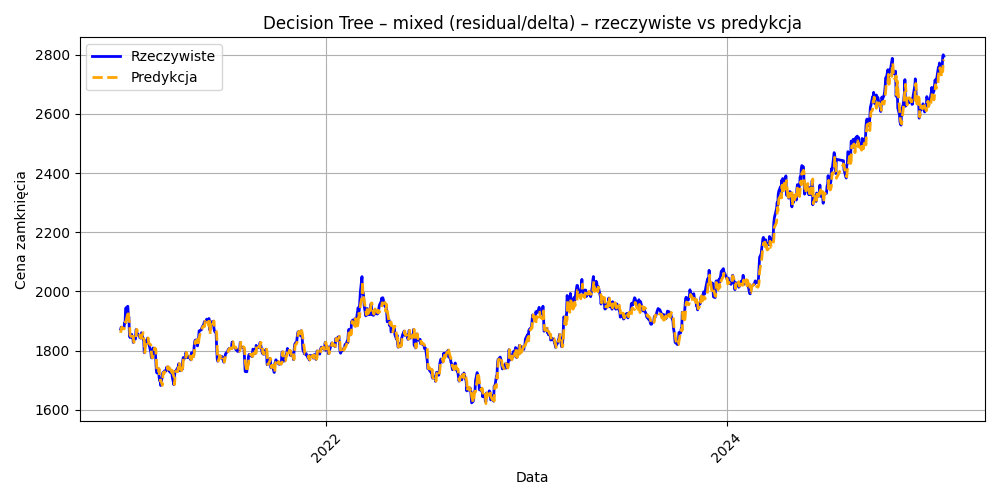 Decision Tree – mixed (residual/delta) – rzeczywiste vs predykcja
Rzeczywiste
Predykcja
2800
2600
2400
2200
2000
1800
1600
Cena zamknięcia
2022
2024
Data